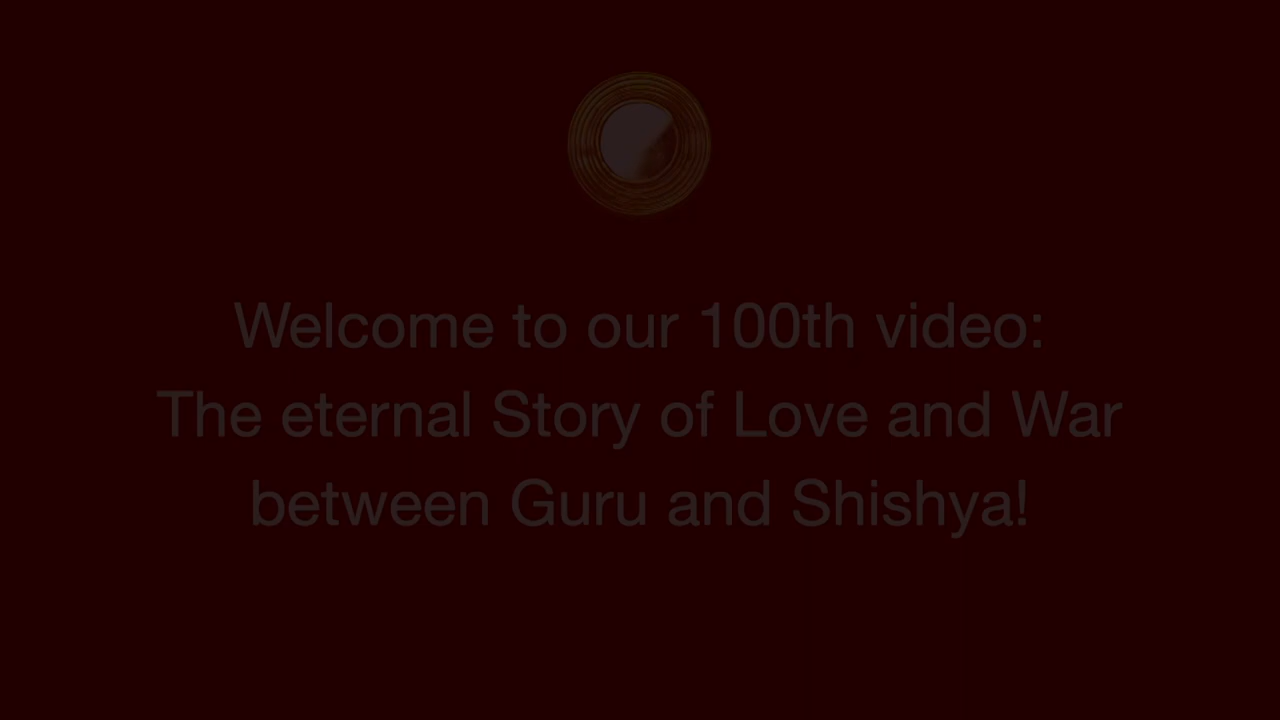 Welcome to our 100th video:
The eternal Story of Love and War
between Guru and Shishya!